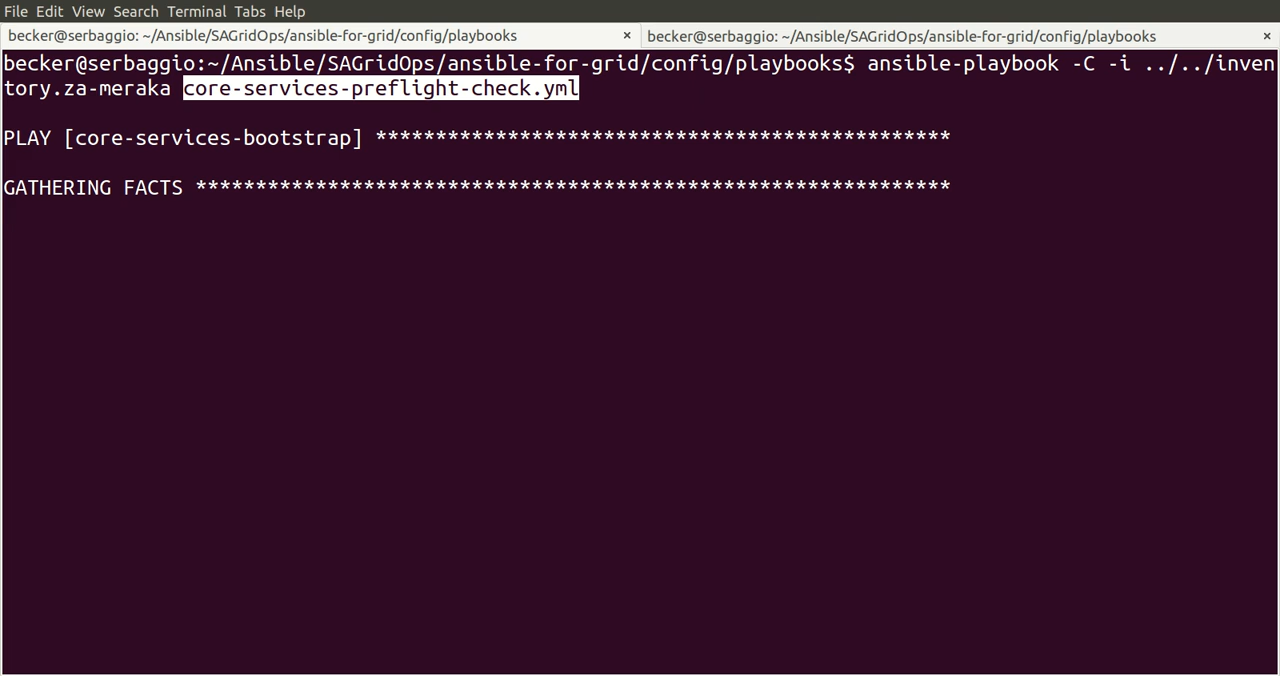 File Edit View Search Terminal Tabs Help
becker@serbaggio: ~/Ansible/SAGridOps/ansible-for-grid/config/playbooks × becker@serbaggio: ~/Ansible/SAGridOps/ansible-for-grid/config/playbooks ×
becker@serbaggio:~/Ansible/SAGridOps/ansible-for-grid/config/playbooks$ ansible-playbook -C -i ../../inven
tory.za-meraka core-services-preflight-check.yml
PLAY [core-services-bootstrap] ************************************************
GATHERING FACTS ***************************************************************